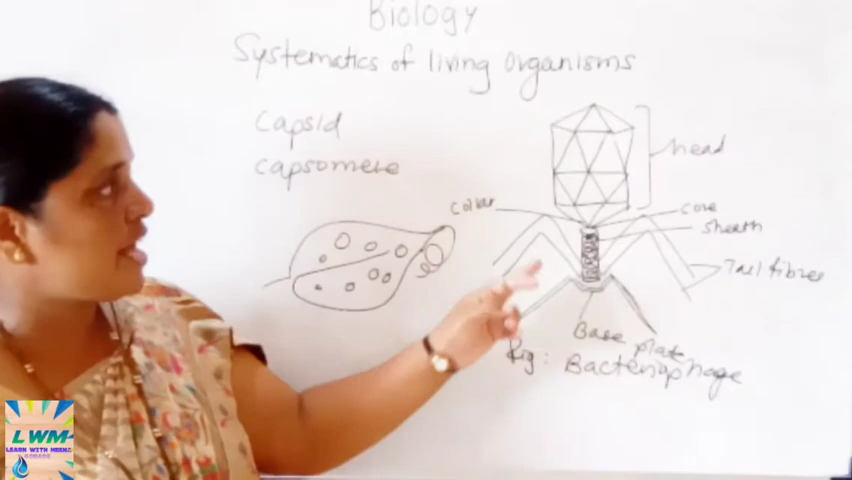 Biology
Systematics of living organisms
Capsid
capsomere
head
collar
core
sheath
Tail fibres
Base plate
Fig : Bacteriophage
LWM
LEARN WITH MEENA